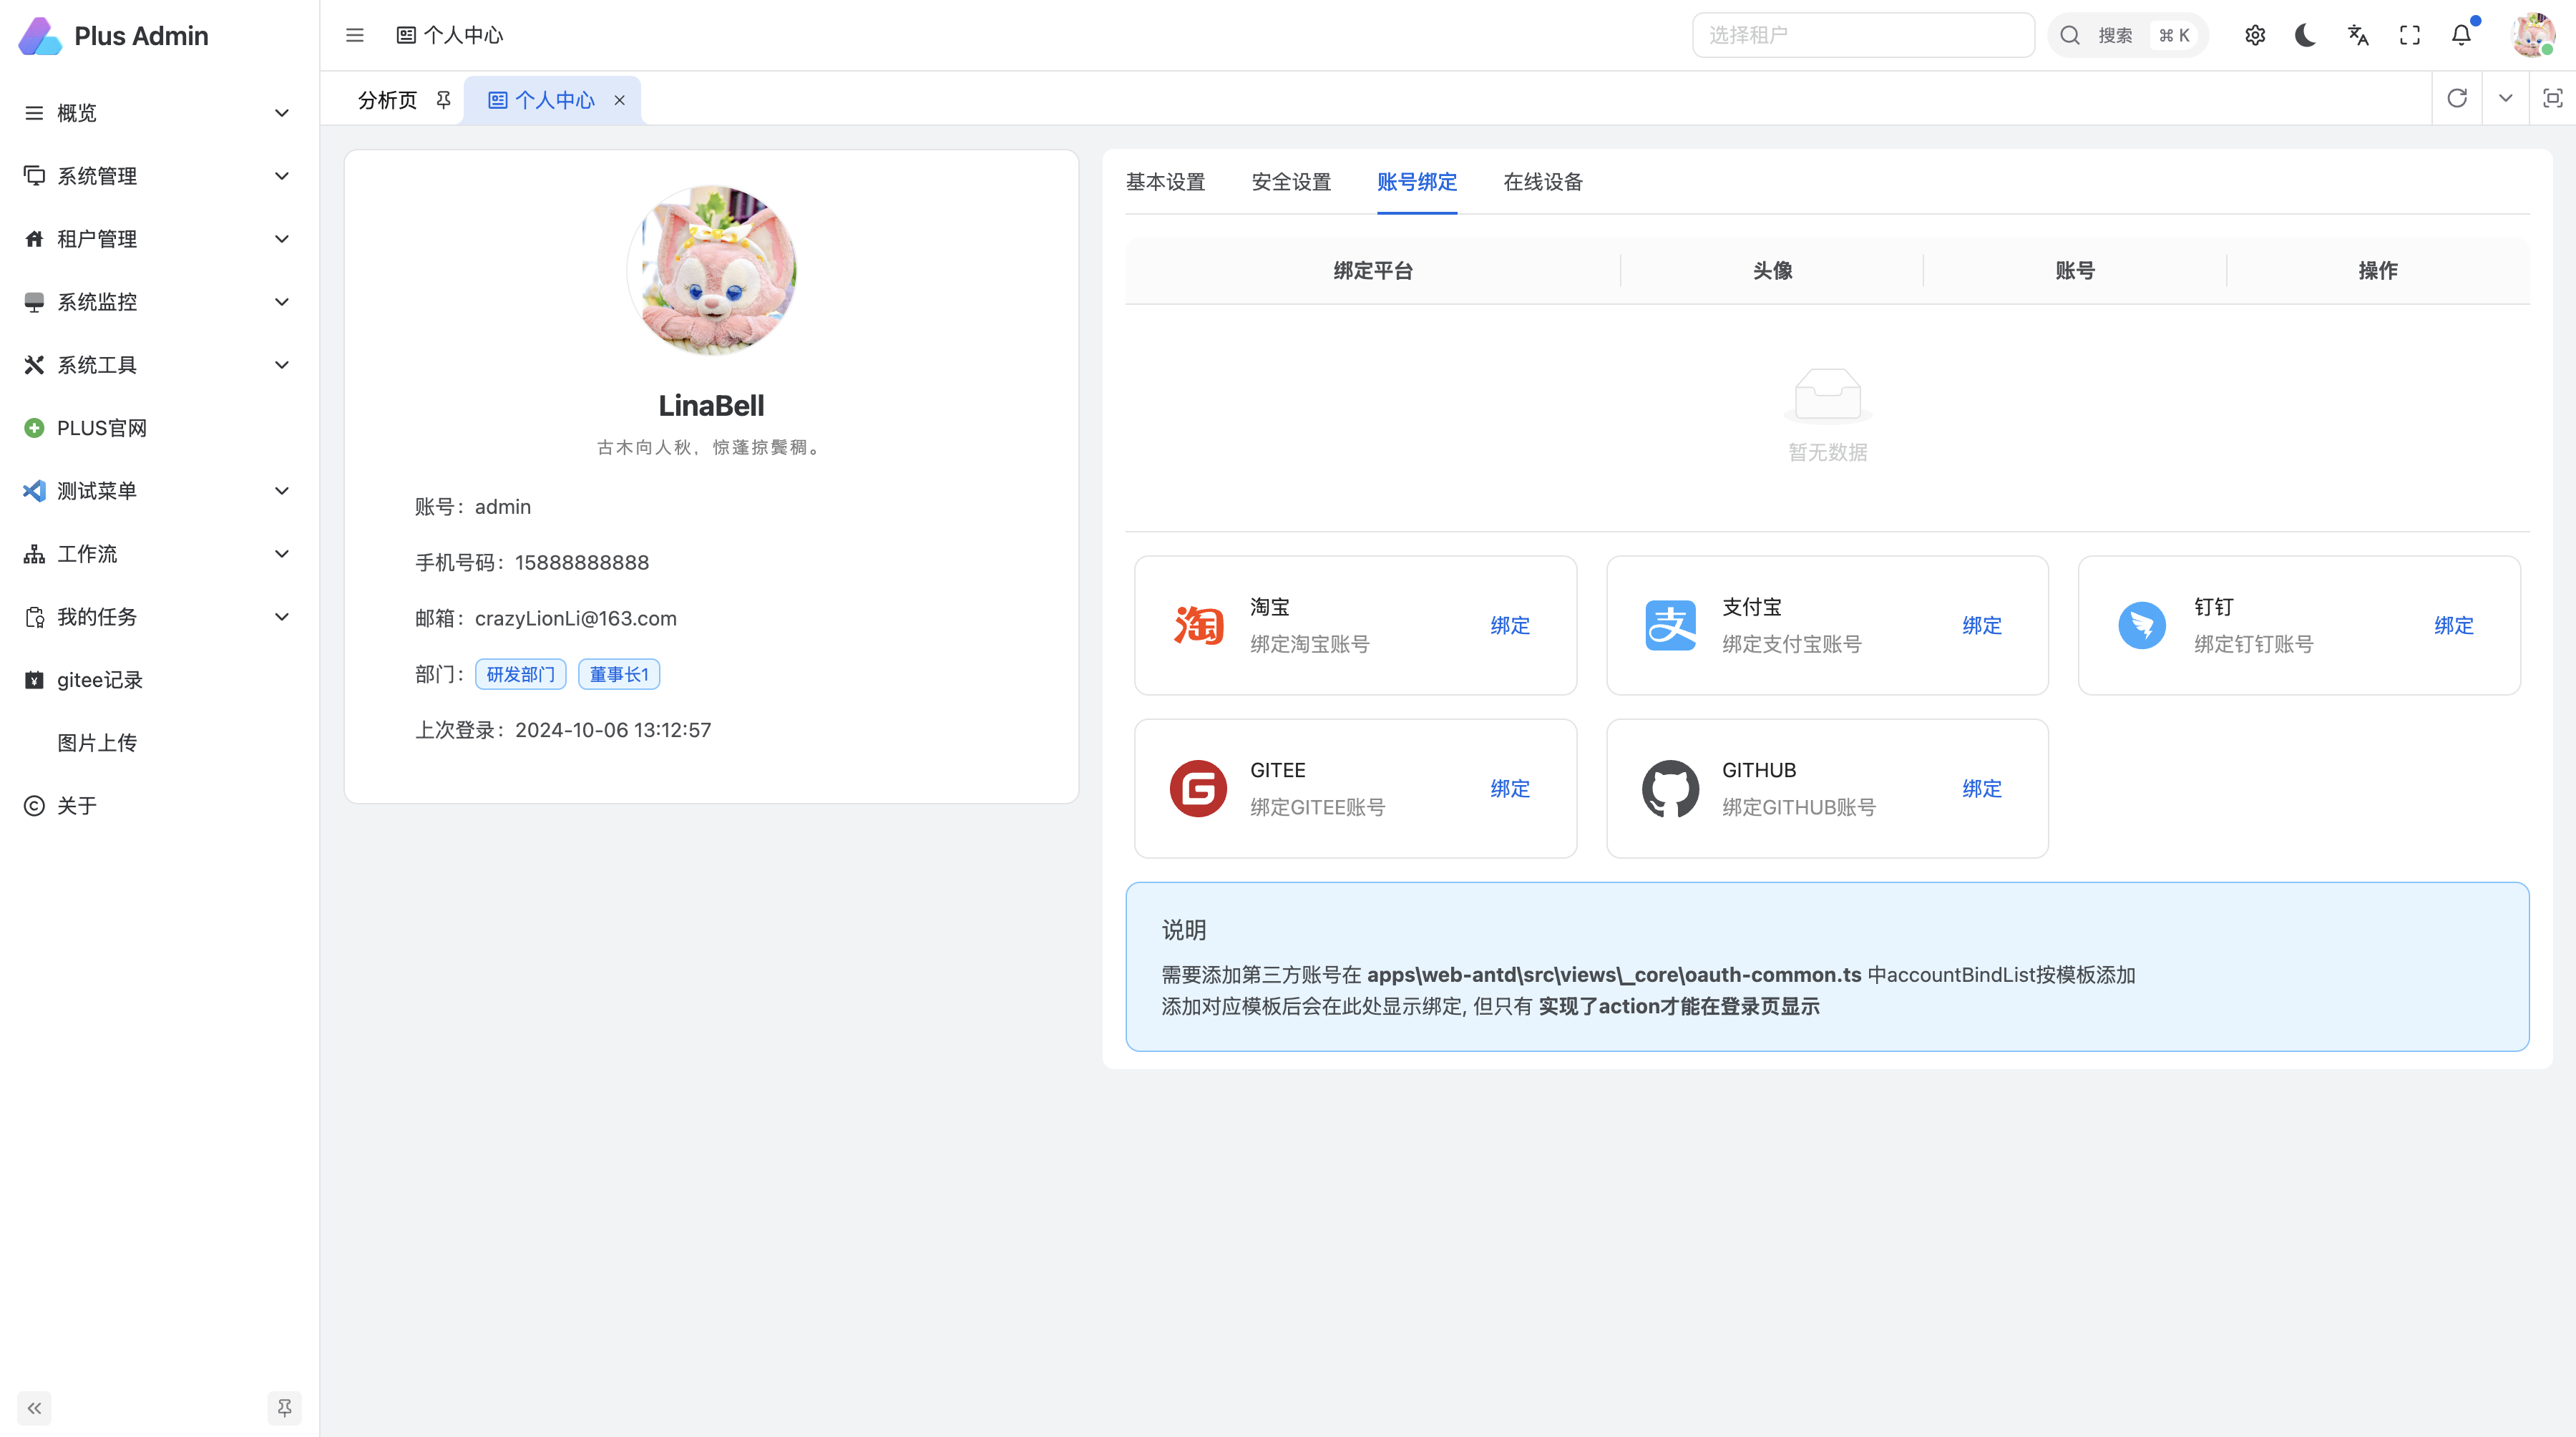 Plus Admin
概览
系统管理
租户管理
系统监控
系统工具
PLUS官网
测试菜单
工作流
我的任务
gitee记录
图片上传
关于
个人中心
选择租户
搜索
⌘ K
分析页
个人中心
LinaBell
古木向人秋，惊蓬掠鬓稠。
账号：admin
手机号码：15888888888
邮箱：crazyLionLi@163.com
部门：研发部门 董事长1
上次登录：2024-10-06 13:12:57
基本设置 安全设置 账号绑定 在线设备
绑定平台 头像 账号 操作
暂无数据
淘宝
绑定淘宝账号
绑定
支付宝
绑定支付宝账号
绑定
钉钉
绑定钉钉账号
绑定
GITEE
绑定GITEE账号
绑定
GITHUB
绑定GITHUB账号
绑定
说明
需要添加第三方账号在 apps\web-antd\src\views\_core\oauth-common.ts 中accountBindList按模板添加
添加对应模板后会在此处显示绑定, 但只有 实现了action才能在登录页显示